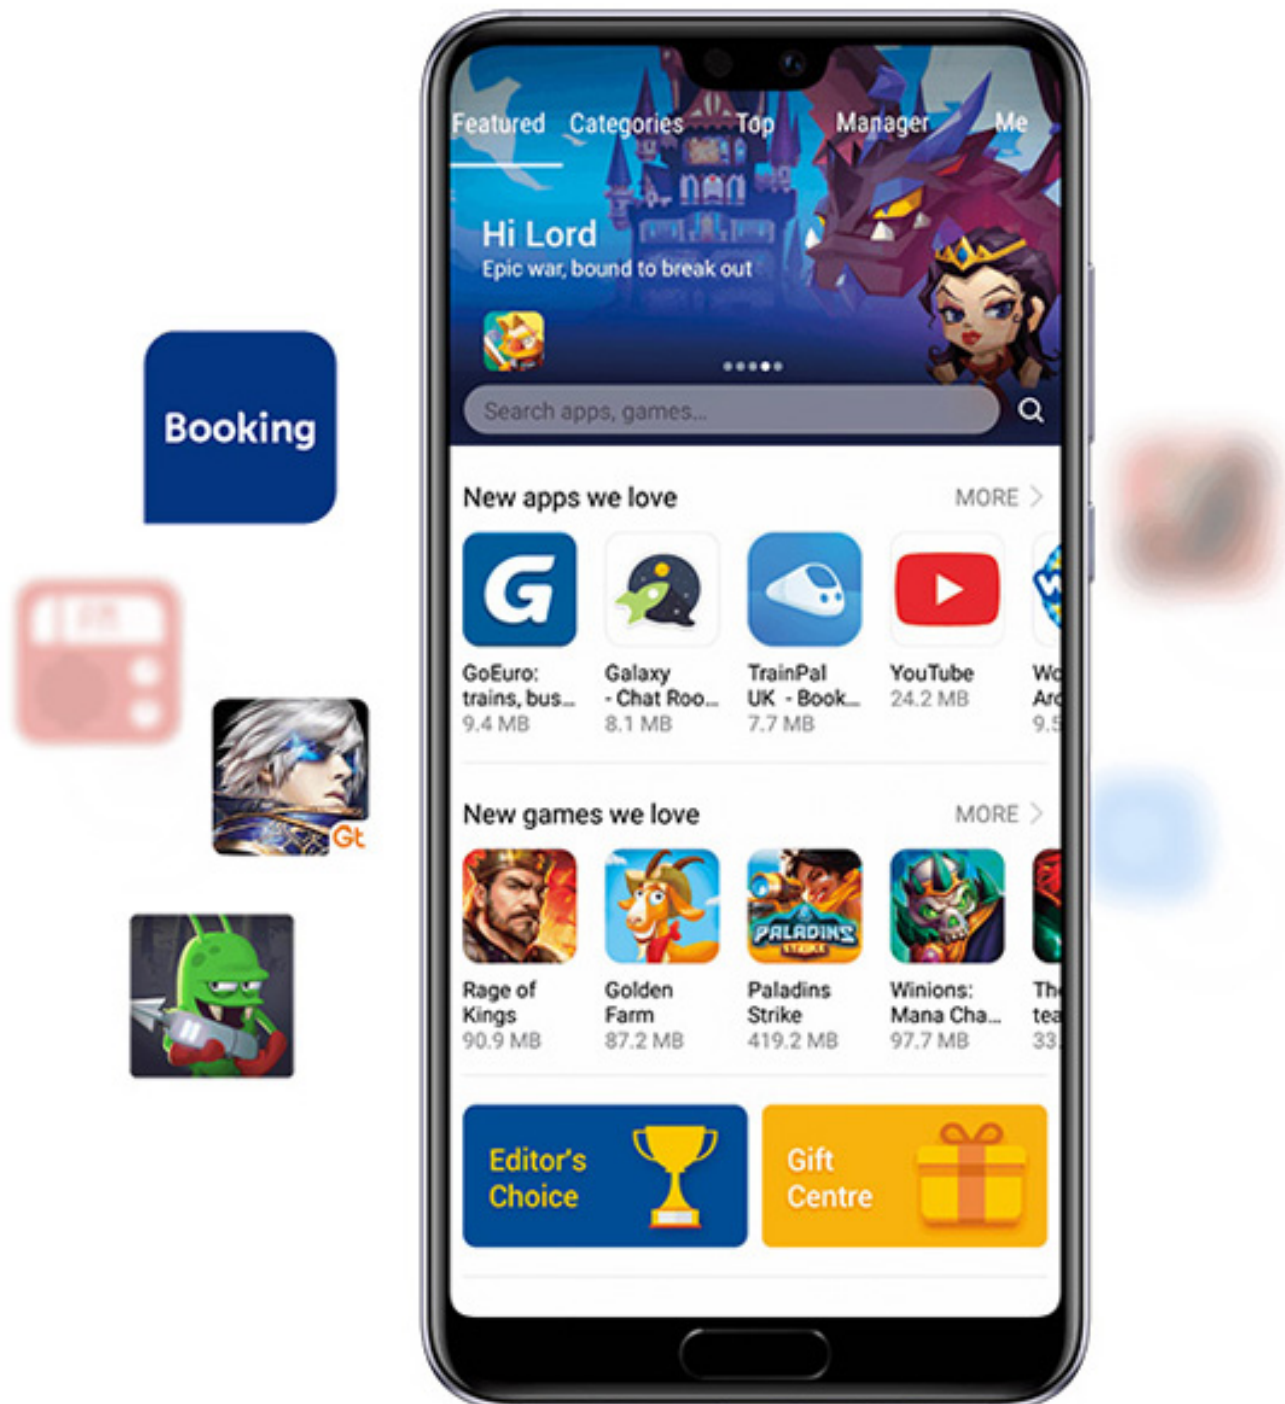 Featured Categories Top Manager Me
Hi Lord
Epic war, bound to break out
Search apps, games...
Booking
New apps we love MORE
G
GoEuro: Galaxy TrainPal YouTube
trains, bus... - Chat Roo... UK - Book... 24.2 MB
9.4 MB 8.1 MB 7.7 MB
New games we love MORE
Gt
PALADINS
STRIKE
Rage of Golden Paladins Winions:
Kings Farm Strike Mana Cha...
90.9 MB 87.2 MB 419.2 MB 97.7 MB
Editor's Gift
Choice Centre